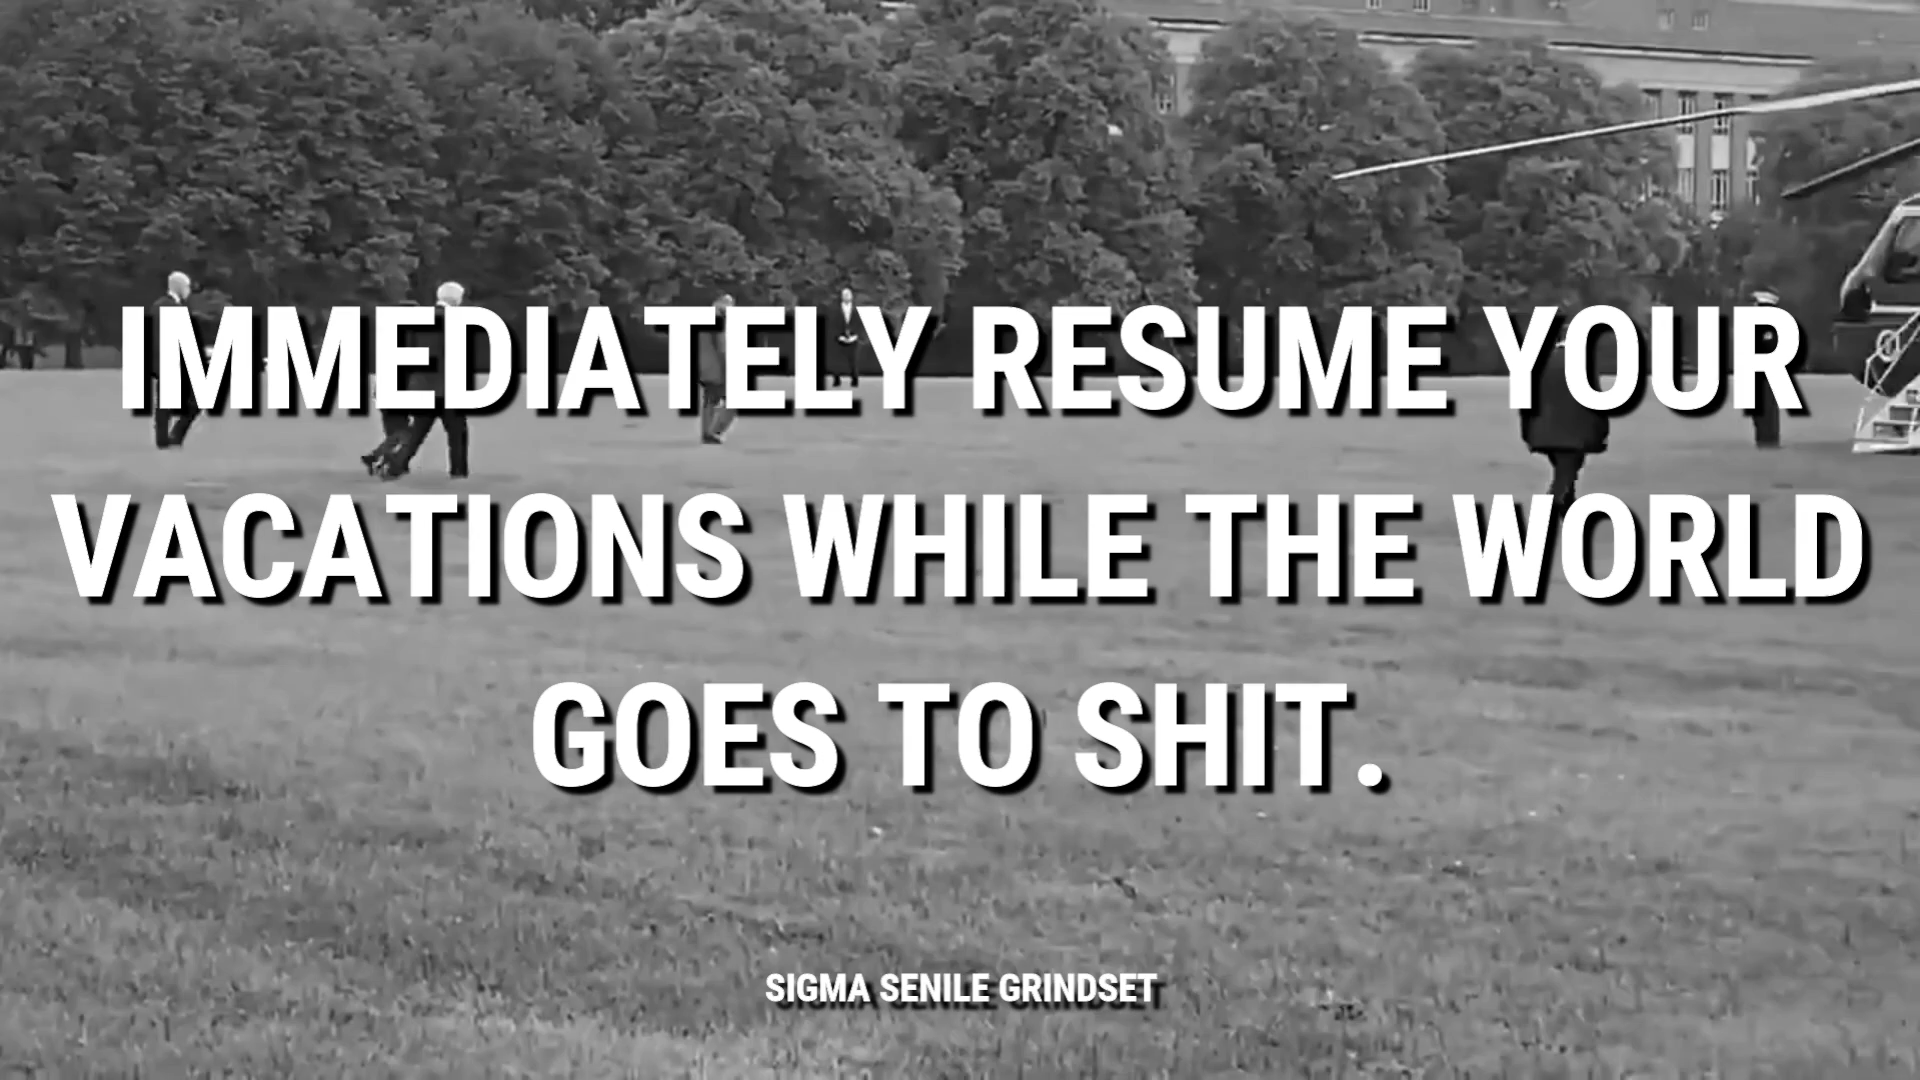 IMMEDIATELY RESUME YOUR
VACATIONS WHILE THE WORLD
GOES TO SHIT.
SIGMA SENILE GRINDSET